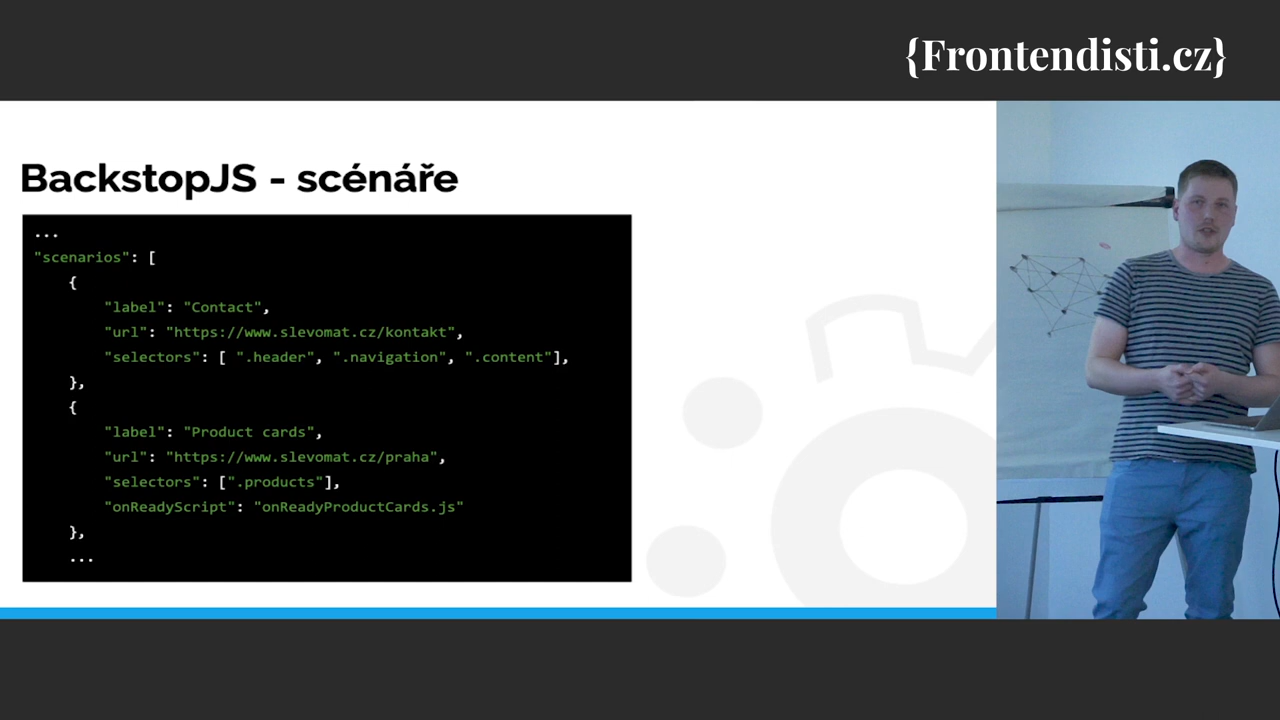 {Frontendisti.cz}
BackstopJS - scénáře
...
"scenarios": [
{
"label": "Contact",
"url": "https://www.slevomat.cz/kontakt",
"selectors": [ ".header", ".navigation", ".content"],
},
{
"label": "Product cards",
"url": "https://www.slevomat.cz/praha",
"selectors": [".products"],
"onReadyScript": "onReadyProductCards.js"
},
...